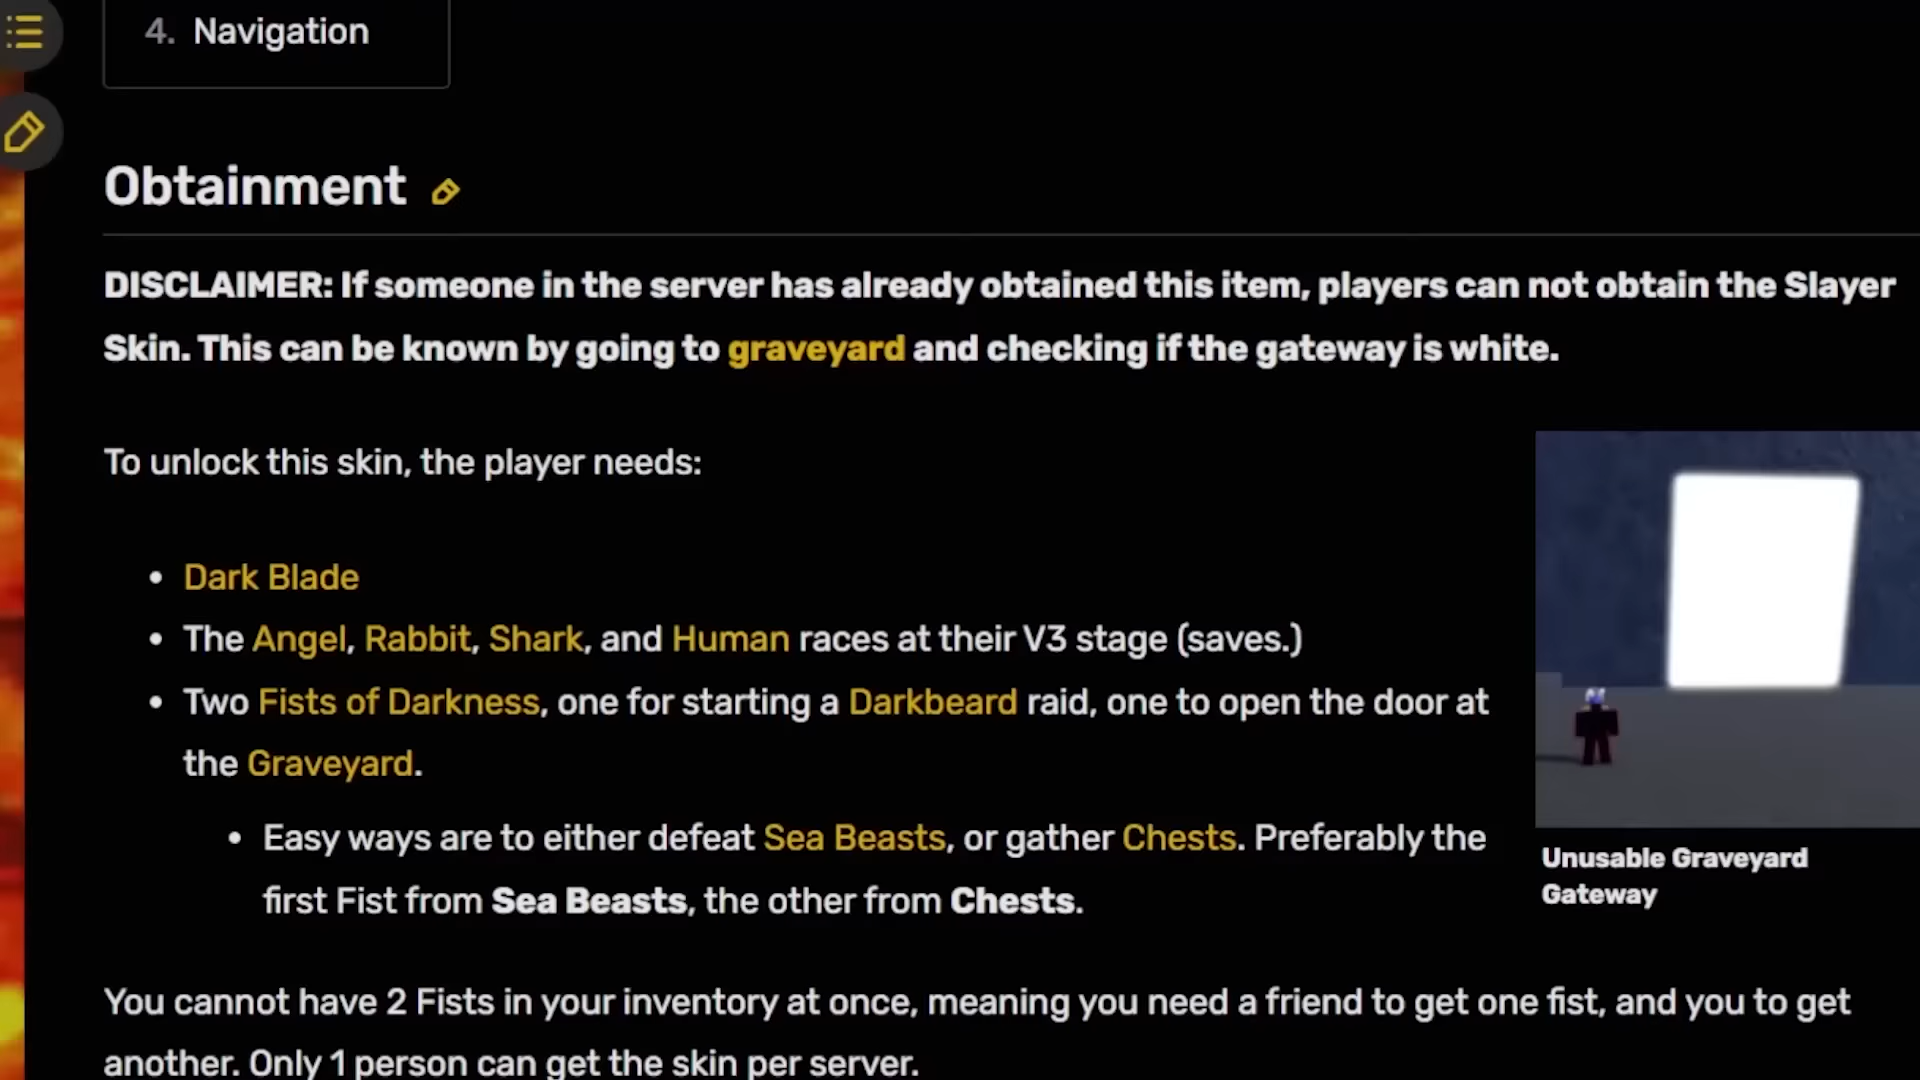 4. Navigation
Obtainment
DISCLAIMER: If someone in the server has already obtained this item, players can not obtain the Slayer
Skin. This can be known by going to graveyard and checking if the gateway is white.
To unlock this skin, the player needs:
• Dark Blade
• The Angel, Rabbit, Shark, and Human races at their V3 stage (saves.)
• Two Fists of Darkness, one for starting a Darkbeard raid, one to open the door at
the Graveyard.
• Easy ways are to either defeat Sea Beasts, or gather Chests. Preferably the
first Fist from Sea Beasts, the other from Chests.
Unusable Graveyard
Gateway
You cannot have 2 Fists in your inventory at once, meaning you need a friend to get one fist, and you to get
another. Only 1 person can get the skin per server.